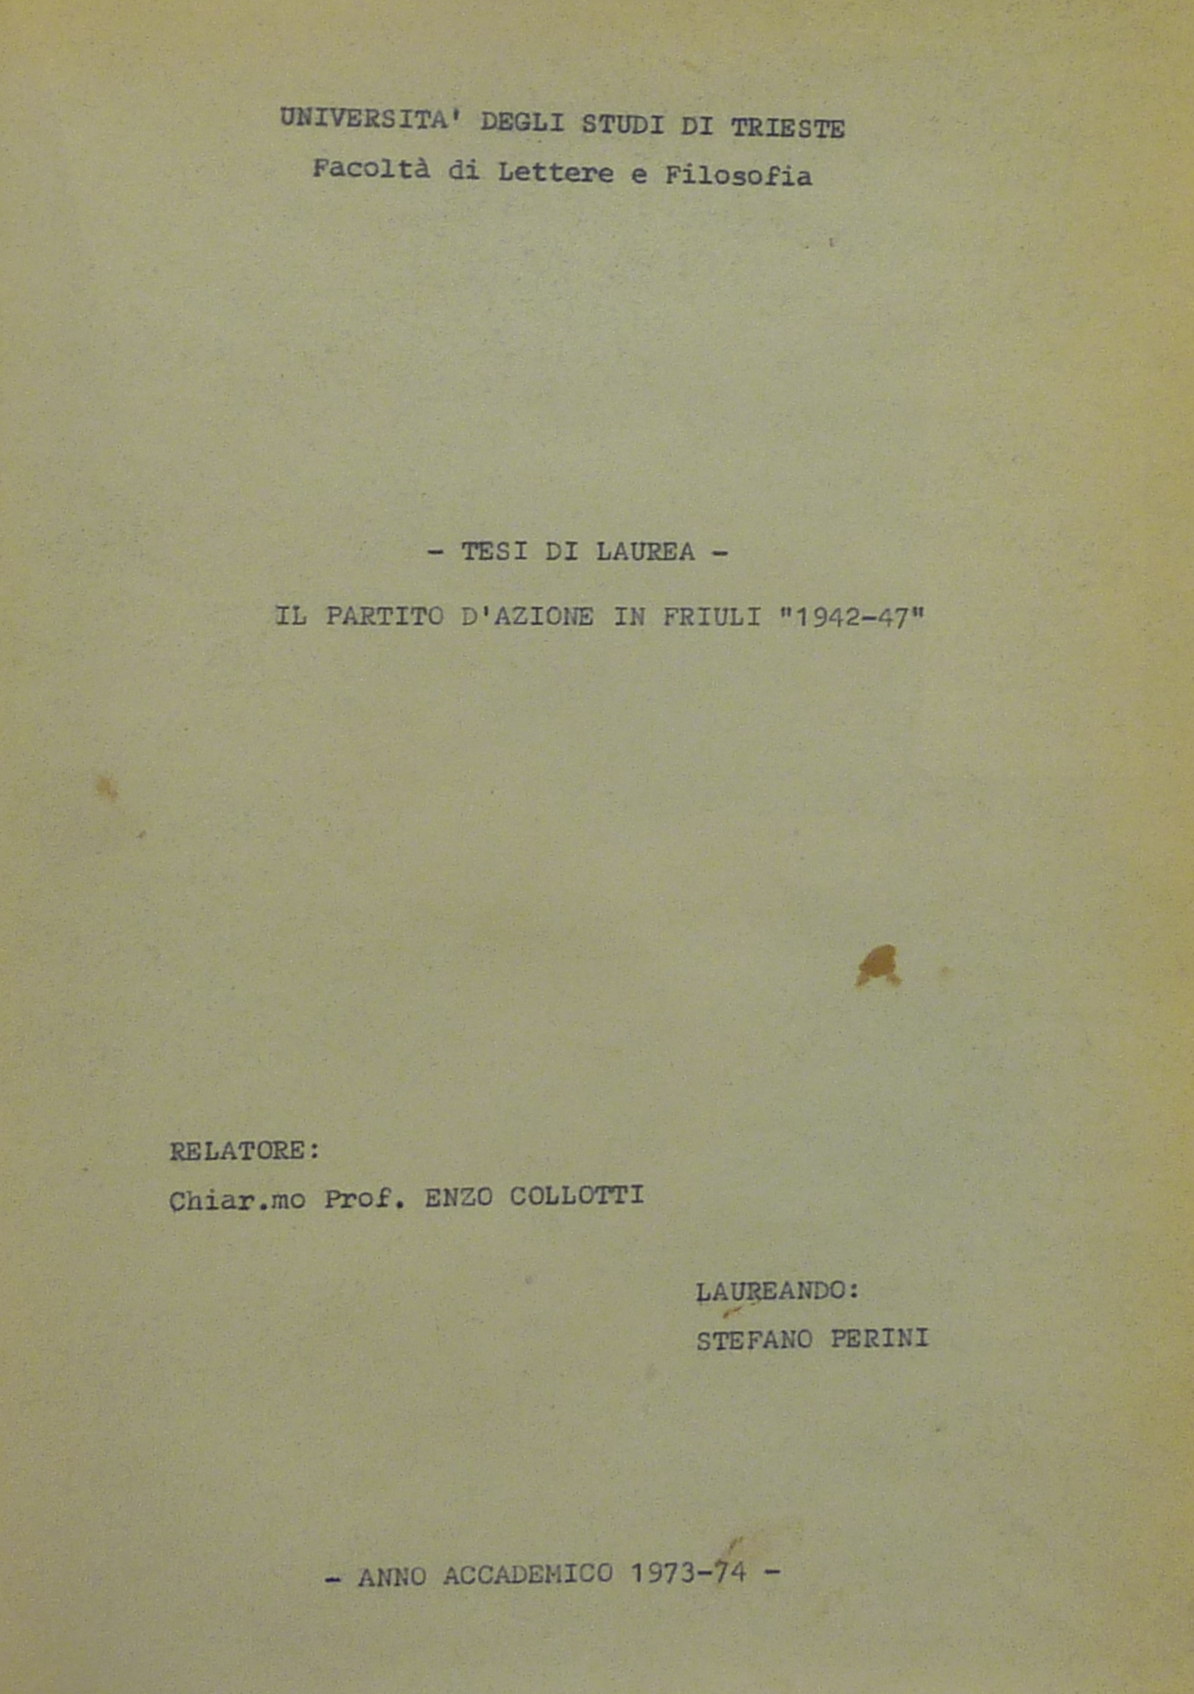 UNIVERSITA' DEGLI STUDI DI TRIESTE
Facoltà di Lettere e Filosofia
- TESI DI LAUREA -
IL PARTITO D'AZIONE IN FRIULI "1942-47"
RELATORE:
Chiar.mo Prof. ENZO COLLOTTI
LAUREANDO:
STEFANO PERINI
- ANNO ACCADEMICO 1973-74 -